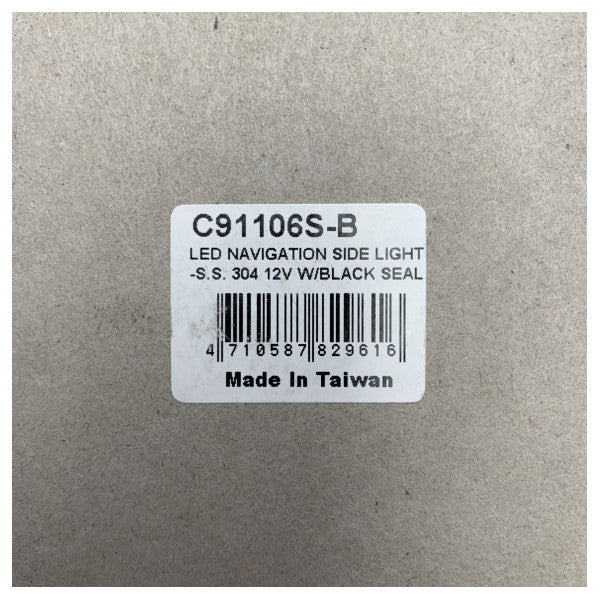 C91106S-B
LED NAVIGATION SIDE LIGHT
-S.S. 304 12V W/BLACK SEAL
4 710587 829616
Made In Taiwan